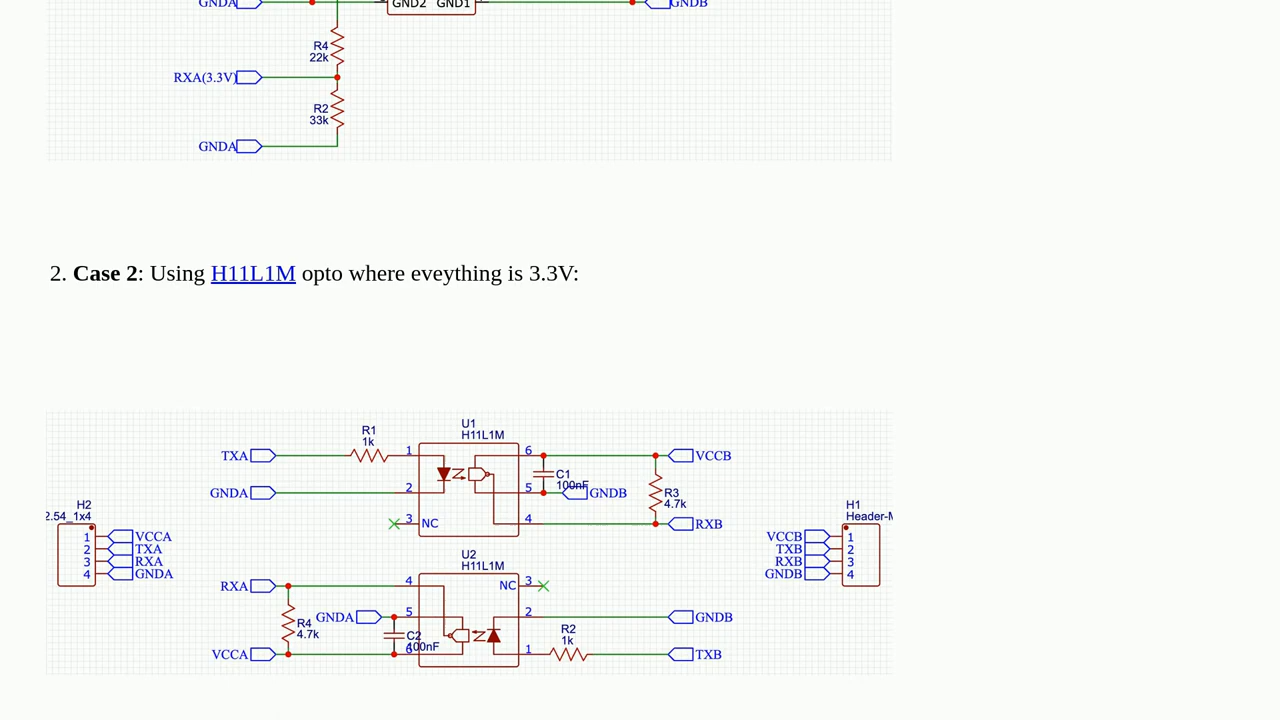 GNDA
GND2 GND1
GNDB
R4
22k
RXA(3.3V)
R2
33k
GNDA
2. Case 2: Using H11L1M opto where eveything is 3.3V:
U1
H11L1M
R1
1k
TXA
1
6
VCCB
C1
100nF
GNDA
2
5
GNDB
R3
4.7k
3
NC
4
RXB
H2
2.54_1x4
1
VCCA
2
TXA
3
RXA
4
GNDA
H1
Header-M
VCCB
1
TXB
2
RXB
3
GNDB
4
U2
H11L1M
RXA
4
NC
3
GNDA
5
2
GNDB
R4
4.7k
C2
100nF
R2
1k
VCCA
6
1
TXB